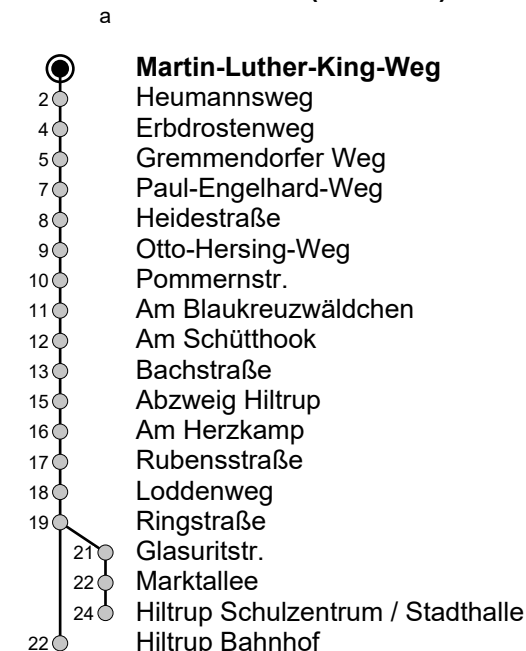 a
Martin-Luther-King-Weg
2 Heumannsweg
4 Erbdrostenweg
5 Gremmendorfer Weg
7 Paul-Engelhard-Weg
8 Heidestraße
9 Otto-Hersing-Weg
10 Pommernstr.
11 Am Blaukreuzwäldchen
12 Am Schütthook
13 Bachstraße
15 Abzweig Hiltrup
16 Am Herzkamp
17 Rubensstraße
18 Loddenweg
19 Ringstraße
21 Glasuritstr.
22 Marktallee
24 Hiltrup Schulzentrum / Stadthalle
22 Hiltrup Bahnhof